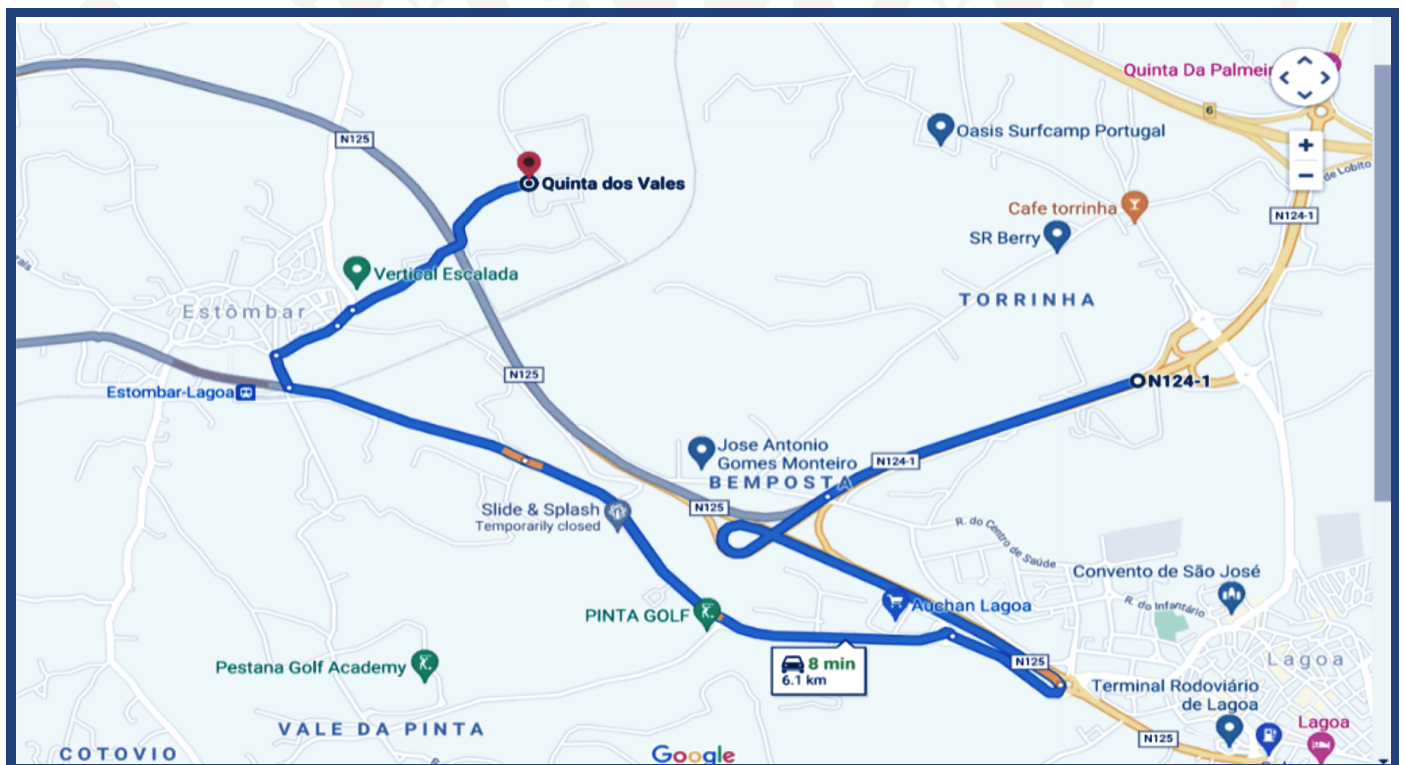 Quinta Da Palmeir
6
Oasis Surfcamp Portugal
N125
de Lobito
Quinta dos Vales
Cafe torrinha
N124-1
SR Berry
Vertical Escalada
TORRINHA
Estômbar
N125
ON124-1
Estombar-Lagoa
Jose Antonio
Gomes Monteiro
N124-1
BEMPOSTA
N125
Slide & Splash
Temporarily closed
R. do Centro de Saúde
Convento de São José
Auchan Lagoa
R. do Infantário
PINTA GOLF
8 min
6.1 km
N125
Lagoa
Pestana Golf Academy
Terminal Rodoviário
de Lagoa
VALE DA PINTA
Lagoa
N125
COTOVIO
Google